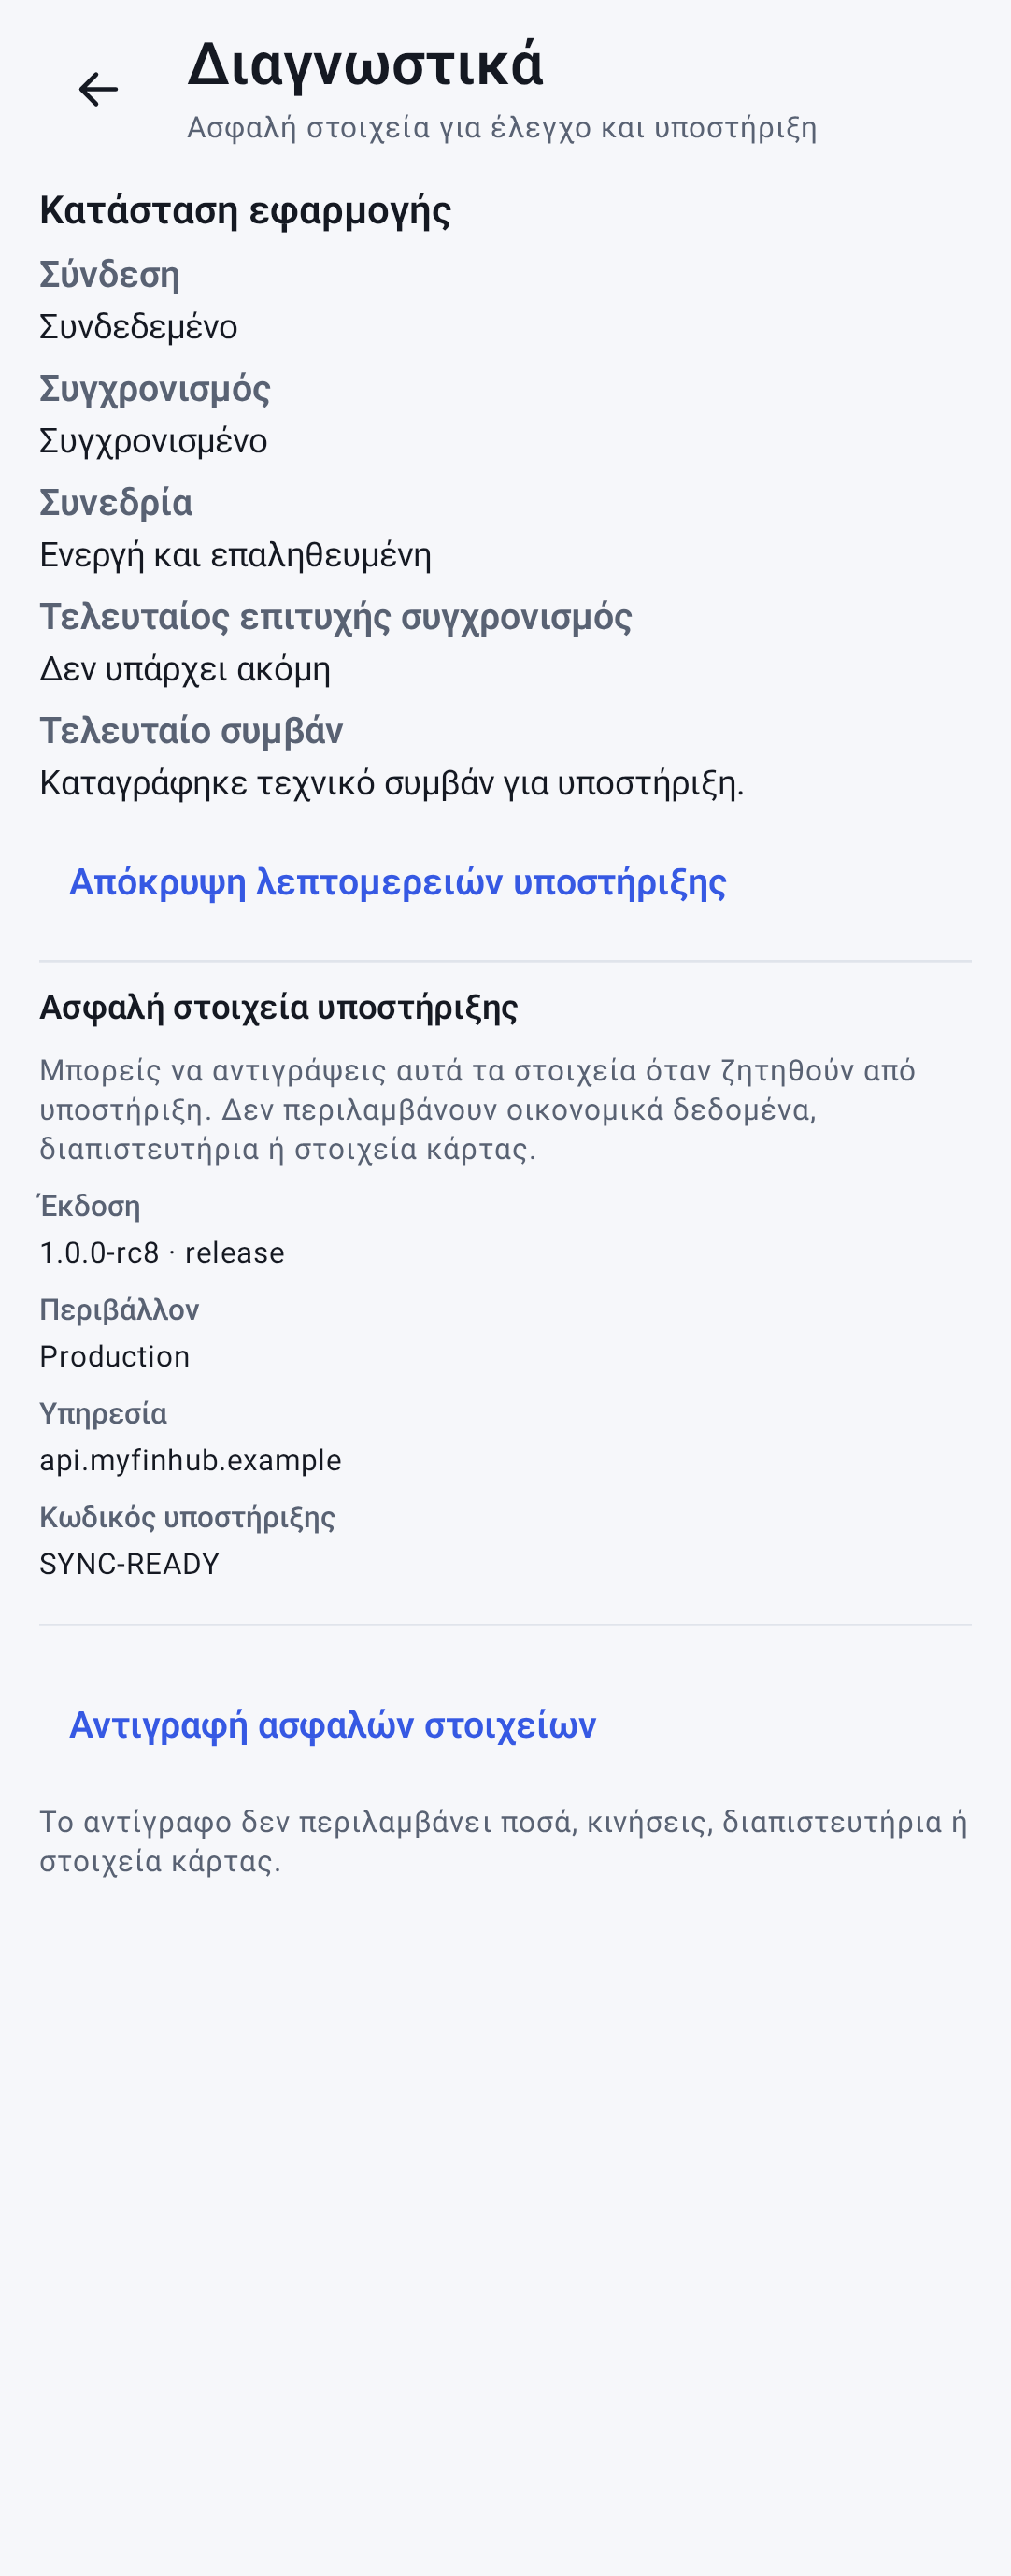 Διαγνωστικά
Ασφαλή στοιχεία για έλεγχο και υποστήριξη
Κατάσταση εφαρμογής
Σύνδεση
Συνδεδεμένο
Συγχρονισμός
Συγχρονισμένο
Συνεδρία
Ενεργή και επαληθευμένη
Τελευταίος επιτυχής συγχρονισμός
Δεν υπάρχει ακόμη
Τελευταίο συμβάν
Καταγράφηκε τεχνικό συμβάν για υποστήριξη.
Απόκρυψη λεπτομερειών υποστήριξης
Ασφαλή στοιχεία υποστήριξης
Μπορείς να αντιγράψεις αυτά τα στοιχεία όταν ζητηθούν από
υποστήριξη. Δεν περιλαμβάνουν οικονομικά δεδομένα,
διαπιστευτήρια ή στοιχεία κάρτας.
Έκδοση
1.0.0-rc8 · release
Περιβάλλον
Production
Υπηρεσία
api.myfinhub.example
Κωδικός υποστήριξης
SYNC-READY
Αντιγραφή ασφαλών στοιχείων
Το αντίγραφο δεν περιλαμβάνει ποσά, κινήσεις, διαπιστευτήρια ή
στοιχεία κάρτας.